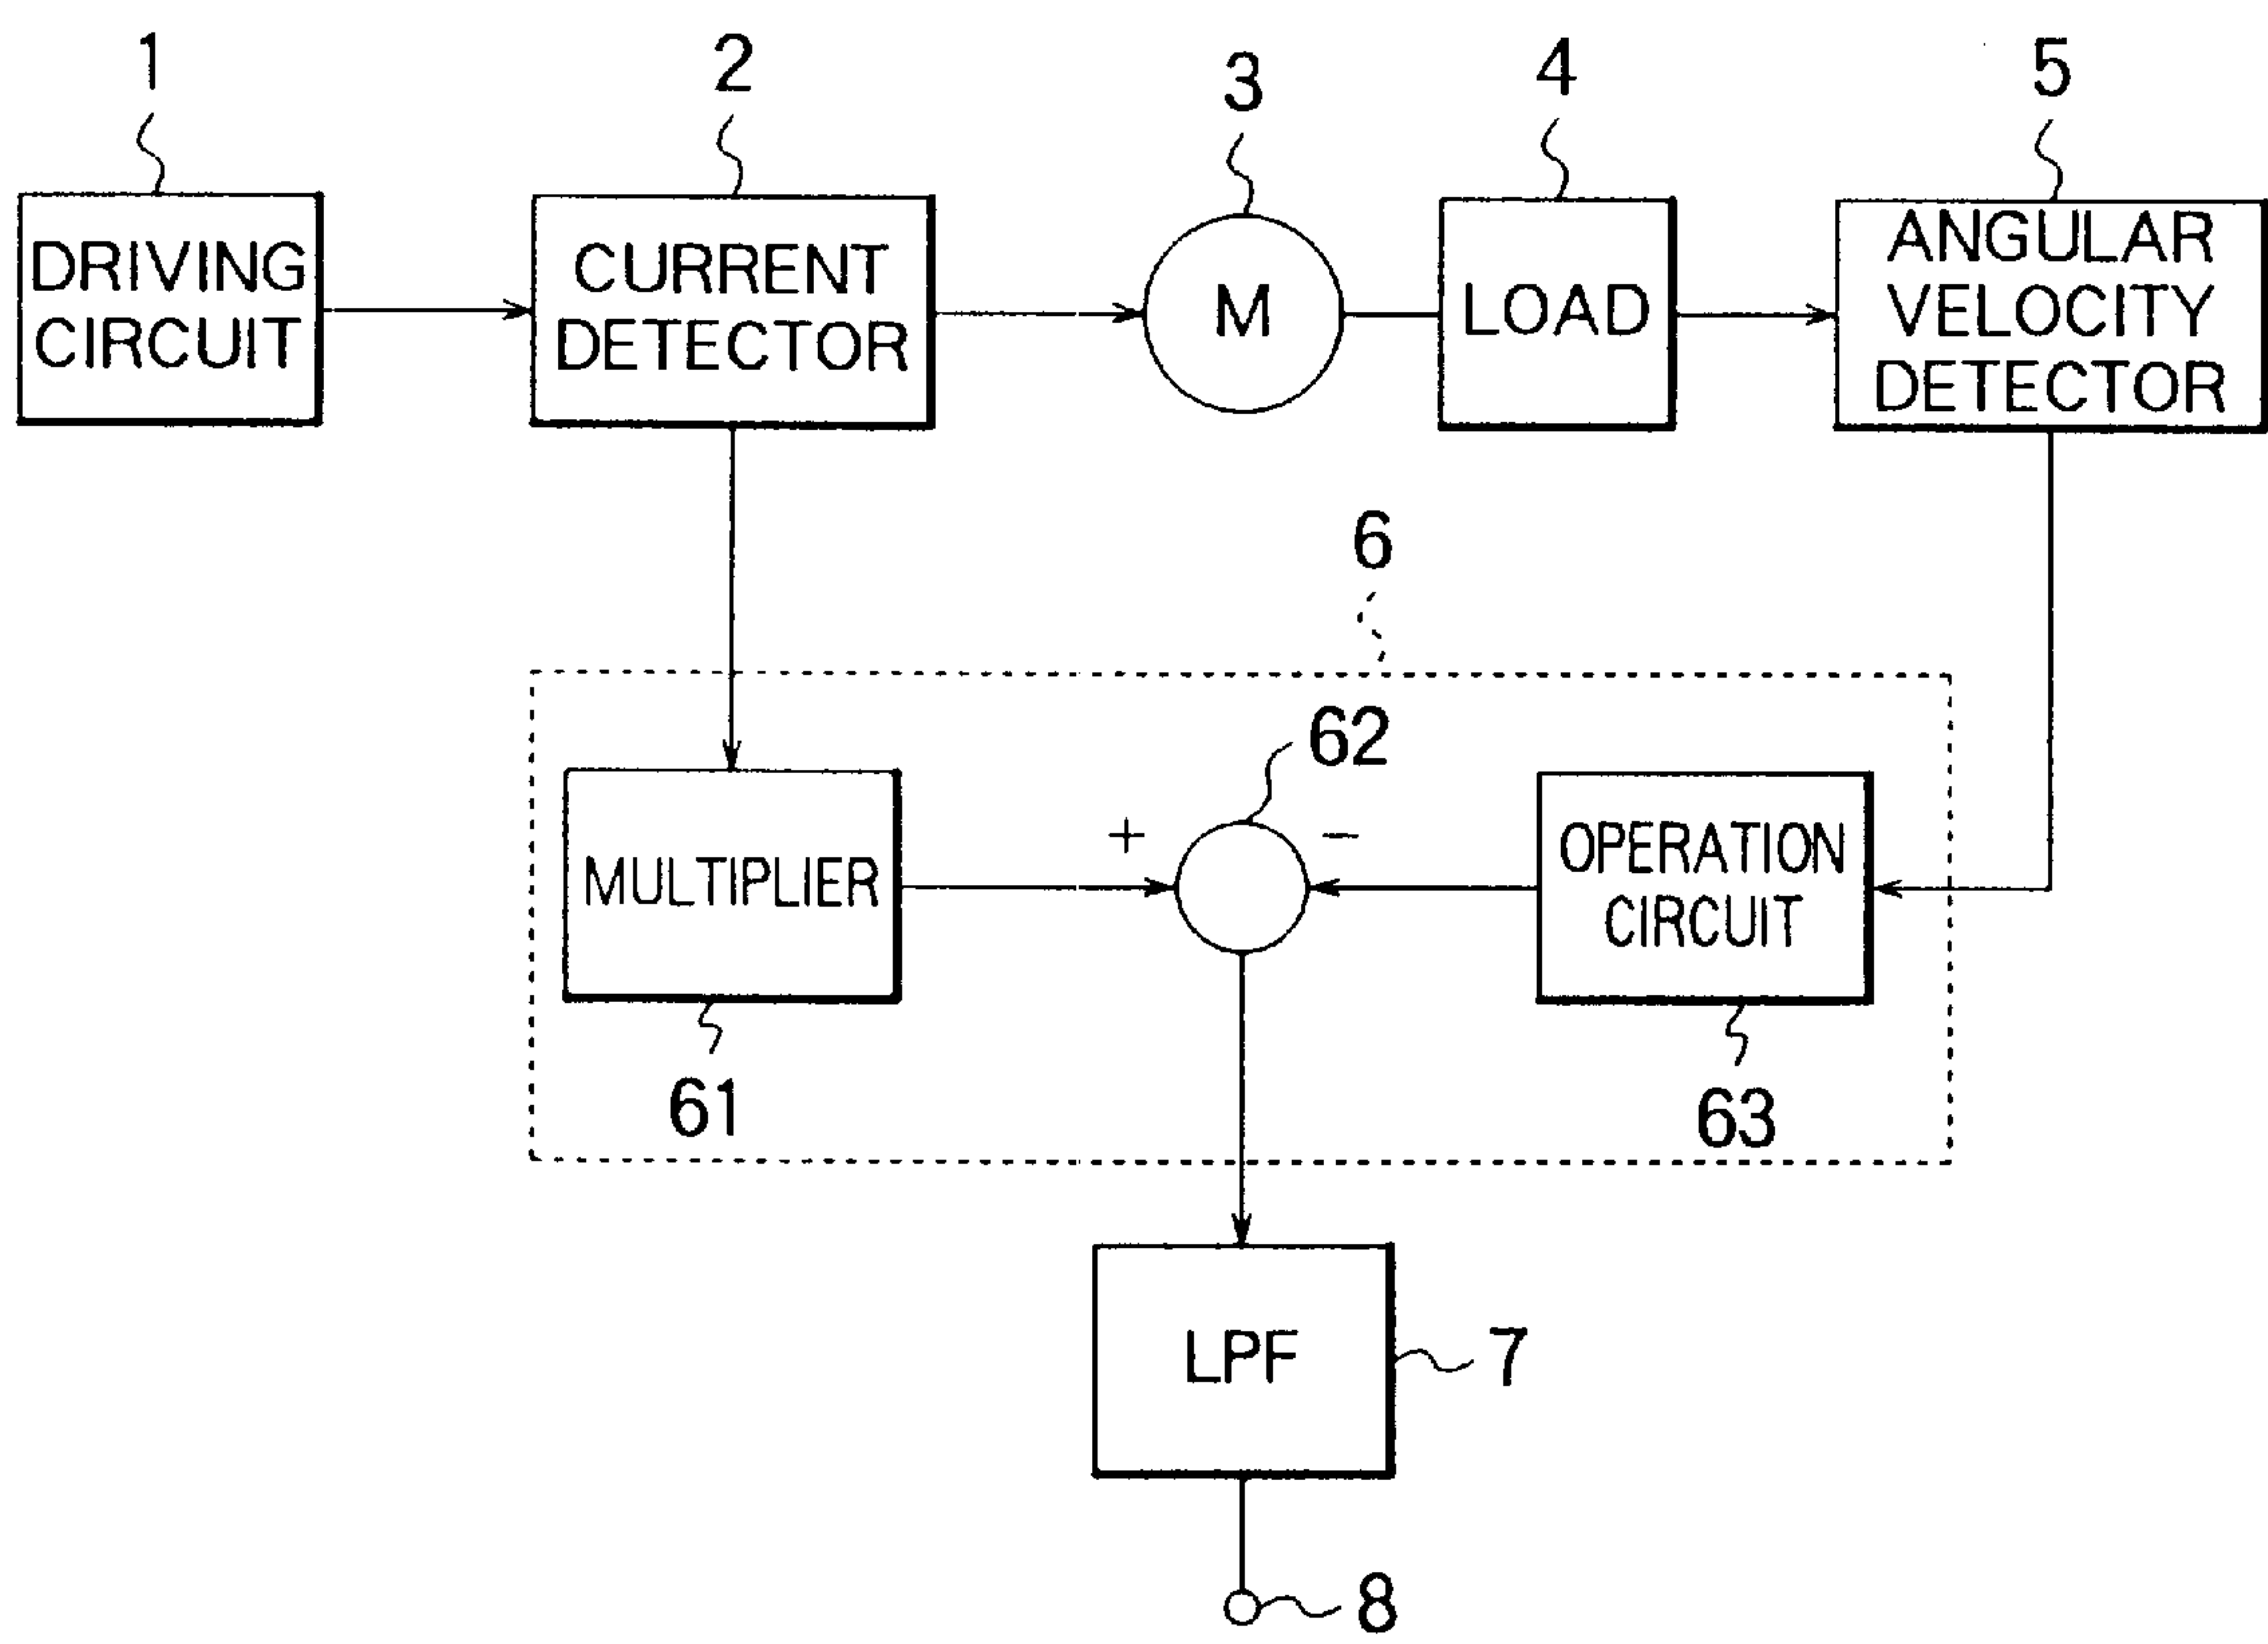 1
2
3
4
5
DRIVING
CIRCUIT
CURRENT
DETECTOR
M
LOAD
ANGULAR
VELOCITY
DETECTOR
6
62
+
−
MULTIPLIER
OPERATION
CIRCUIT
61
63
LPF
7
8